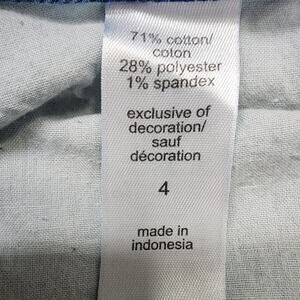 71% cotton/
coton
28% polyester
1% spandex
exclusive of
decoration/
sauf
décoration
4
made in
indonesia